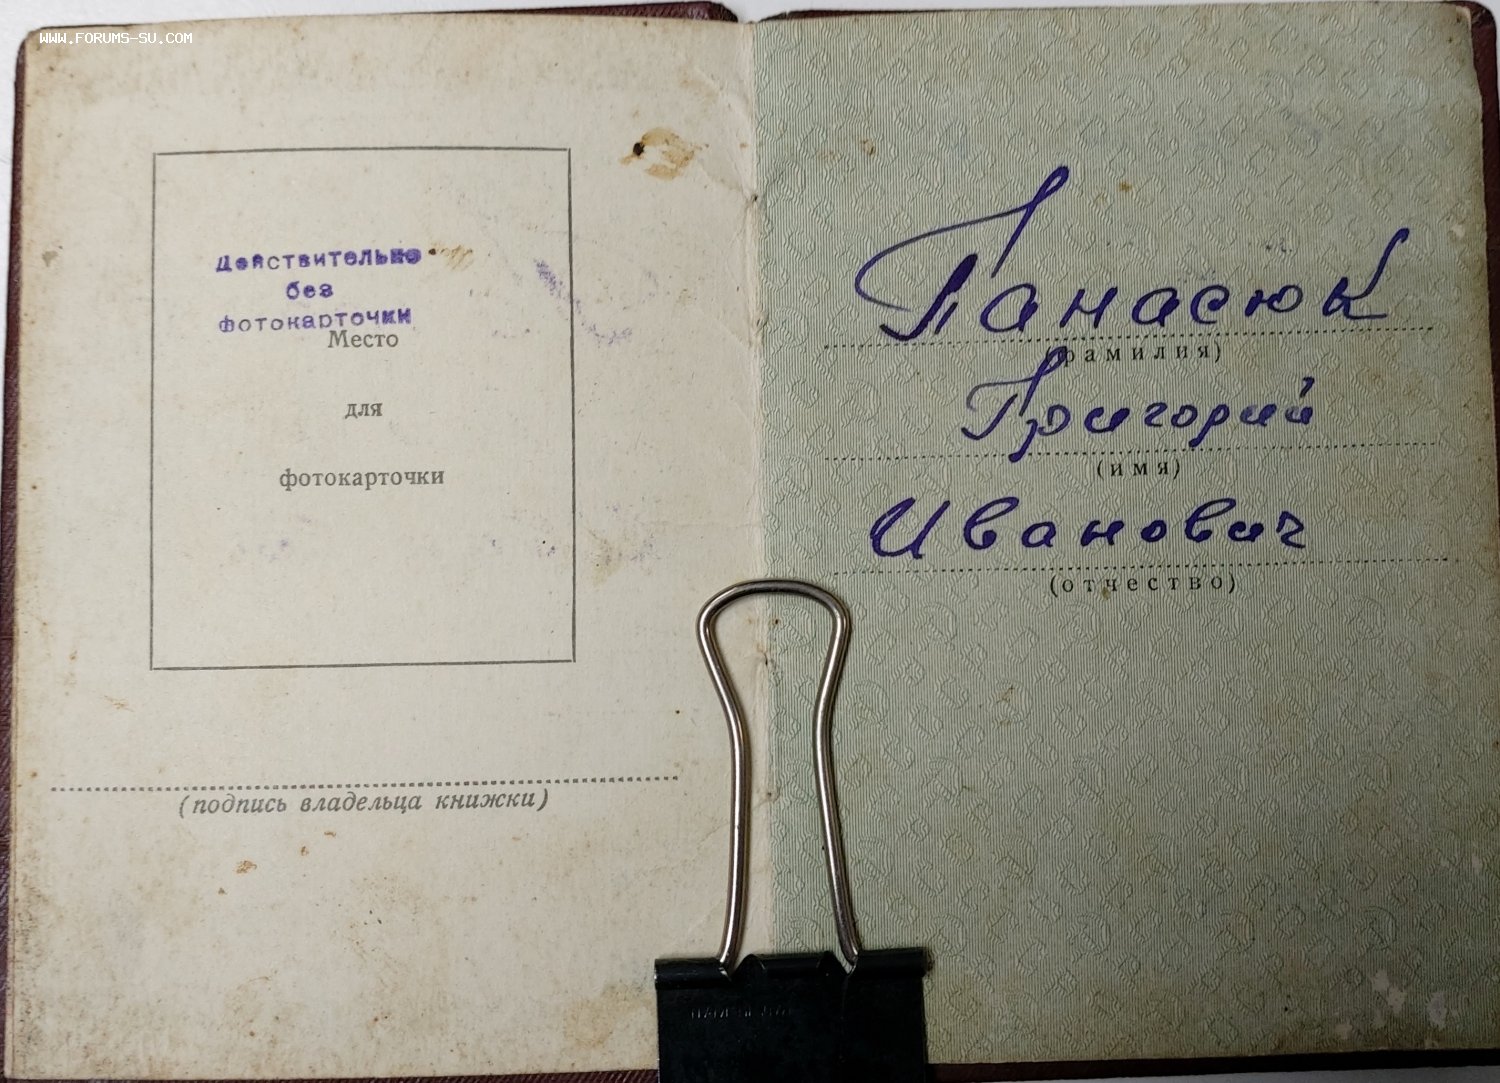 WWW.FORUMS-SU.COM
Действительно
без
фотокарточки
Место
для
фотокарточки
(подпись владельца книжки)
Панасюк
(фамилия)
Григорий
(имя)
Иванович
(отчество)